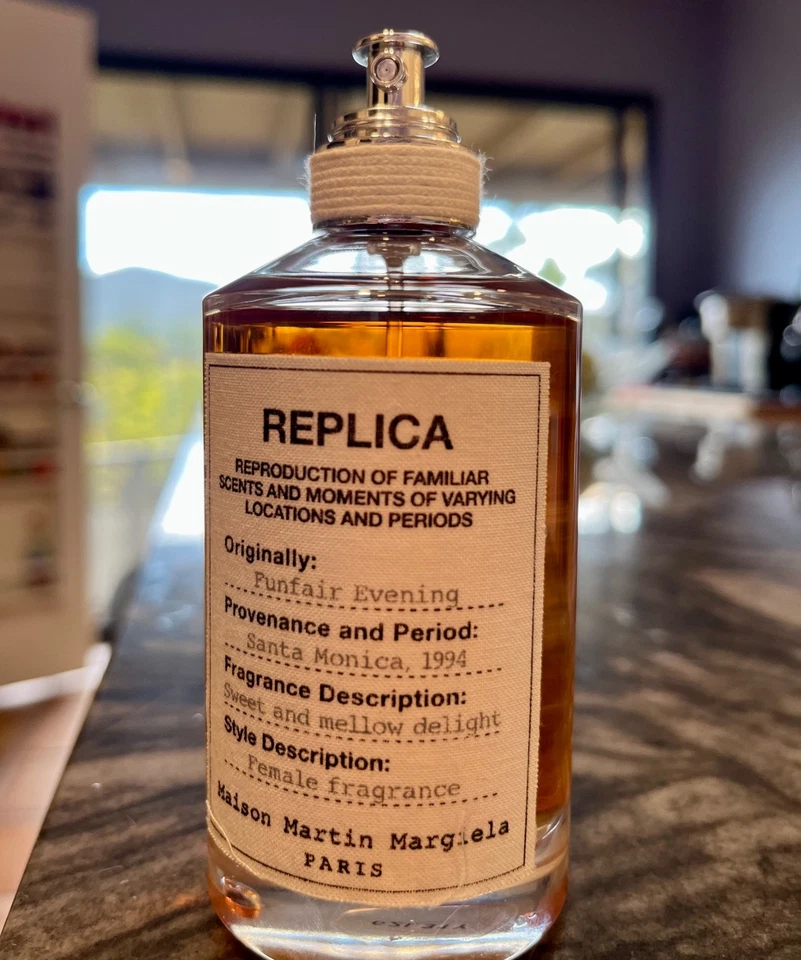 REPLICA
REPRODUCTION OF FAMILIAR
SCENTS AND MOMENTS OF VARYING
LOCATIONS AND PERIODS
Originally:
Funfair Evening
Provenance and Period:
Santa Monica, 1994
Fragrance Description:
Sweet and mellow delight
Style Description:
Female fragrance
Maison Martin Margiela
PARIS